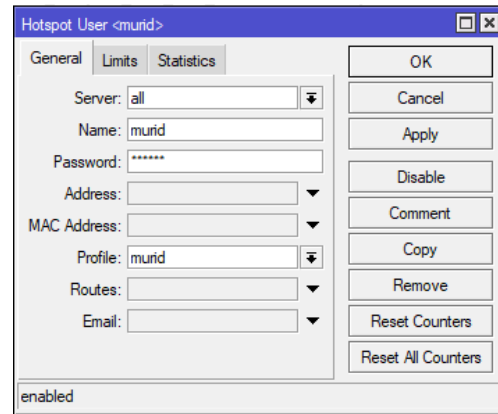 Hotspot User <murid>
General Limits Statistics
Server: all
Name: murid
Password: ******
Address:
MAC Address:
Profile: murid
Routes:
Email:
OK
Cancel
Apply
Disable
Comment
Copy
Remove
Reset Counters
Reset All Counters
enabled